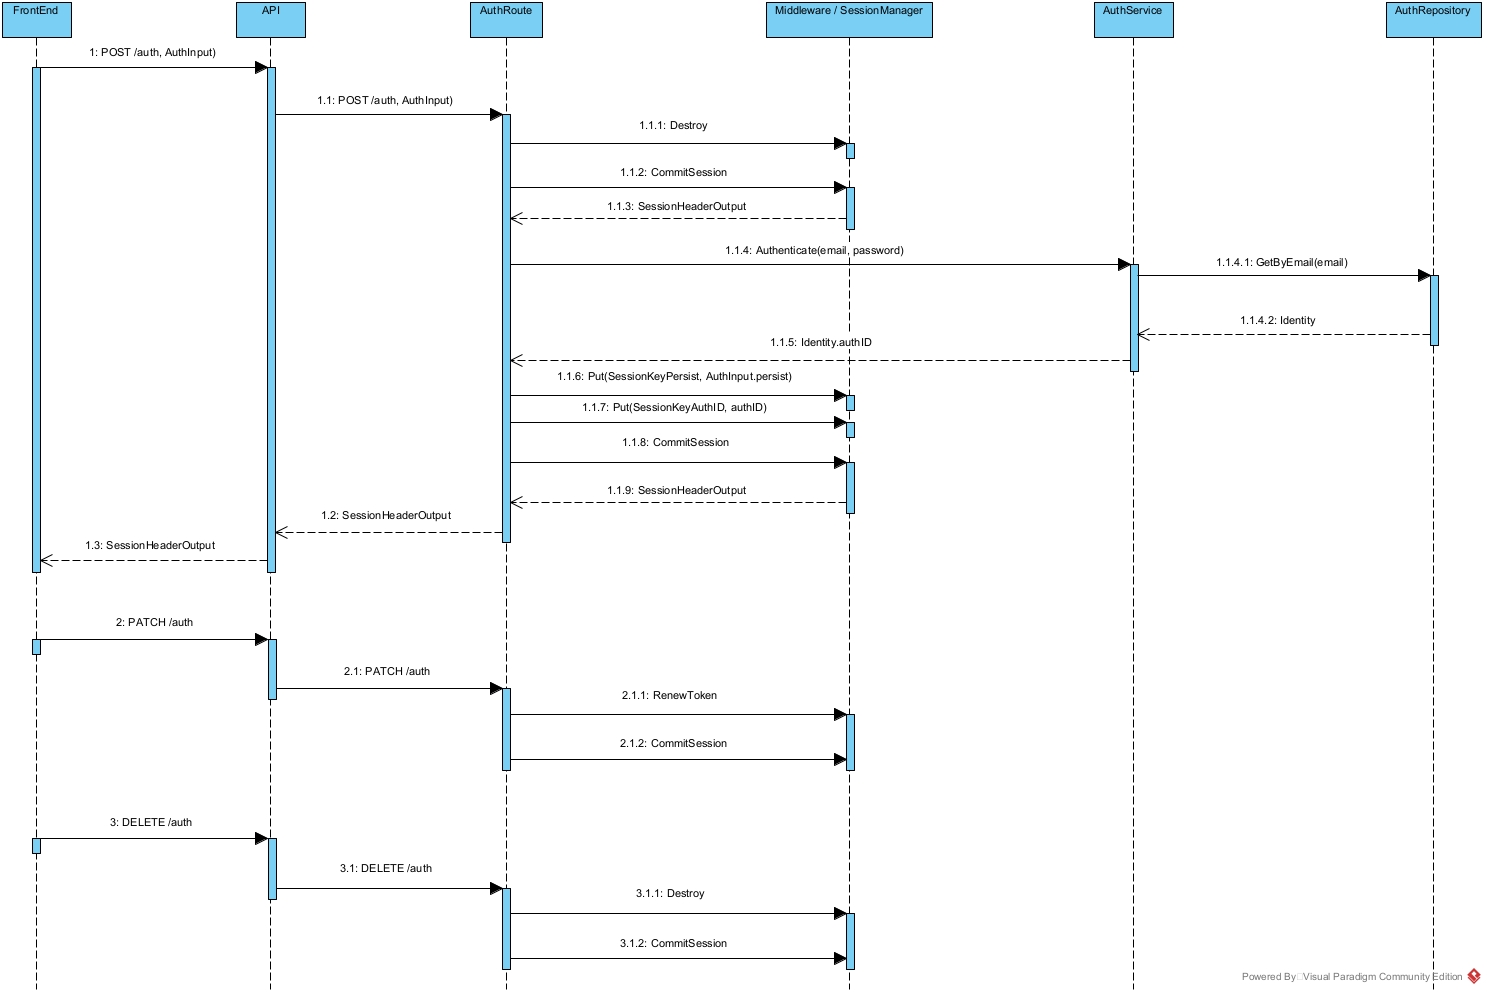 FrontEnd
API
AuthRoute
Middleware / SessionManager
AuthService
AuthRepository
1: POST /auth, AuthInput)
1.1: POST /auth, AuthInput)
1.1.1: Destroy
1.1.2: CommitSession
1.1.3: SessionHeaderOutput
1.1.4: Authenticate(email, password)
1.1.4.1: GetByEmail(email)
1.1.4.2: Identity
1.1.5: Identity.authID
1.1.6: Put(SessionKeyPersist, AuthInput.persist)
1.1.7: Put(SessionKeyAuthID, authID)
1.1.8: CommitSession
1.1.9: SessionHeaderOutput
1.2: SessionHeaderOutput
1.3: SessionHeaderOutput
2: PATCH /auth
2.1: PATCH /auth
2.1.1: RenewToken
2.1.2: CommitSession
3: DELETE /auth
3.1: DELETE /auth
3.1.1: Destroy
3.1.2: CommitSession
Powered By Visual Paradigm Community Edition